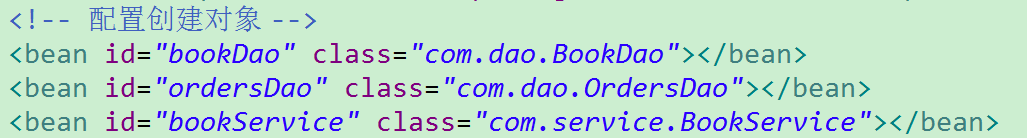 <!-- 配置创建对象 -->
<bean id="bookDao" class="com.dao.BookDao"></bean>
<bean id="ordersDao" class="com.dao.OrdersDao"></bean>
<bean id="bookService" class="com.service.BookService"></bean>